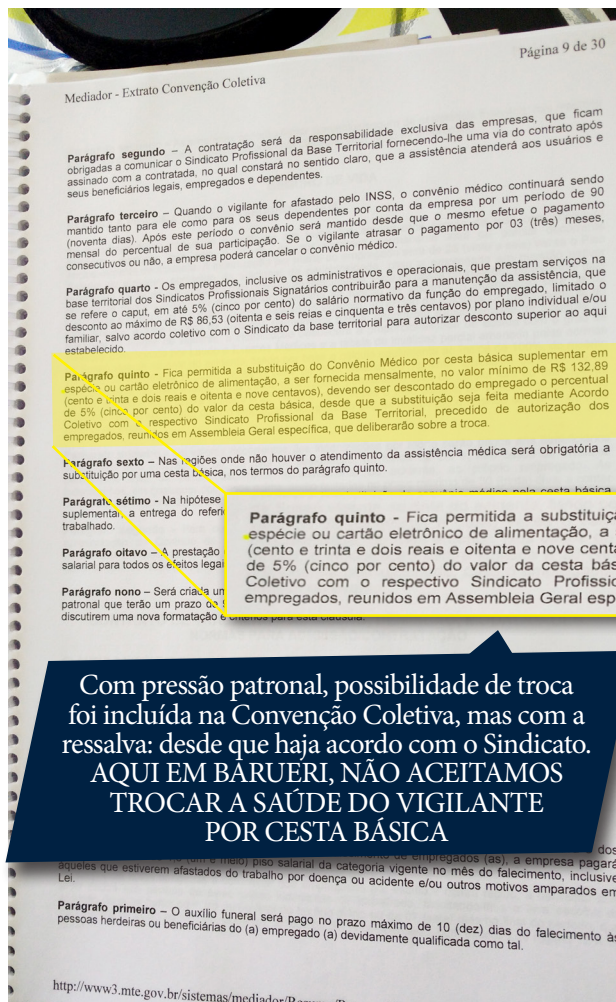 Página 9 de 30
Mediador - Extrato Convenção Coletiva
Parágrafo segundo – A contratação será da responsabilidade exclusiva das empresas, que ficam
obrigadas a comunicar o Sindicato Profissional da Base Territorial fornecendo-lhe uma via do contrato após
assinado com a contratada, no qual constará no sentido claro, que a assistência atenderá aos usuários e
seus beneficiários legais, empregados e dependentes.
Parágrafo terceiro – Quando o vigilante for afastado pelo INSS, o convênio médico continuará sendo
mantido tanto para ele como para os seus dependentes por conta da empresa por um período de 90
(noventa dias). Após este período o convênio será mantido desde que o mesmo efetue o pagamento
mensal do percentual de sua participação. Se o vigilante atrasar o pagamento por 03 (três) meses,
consecutivos ou não, a empresa poderá cancelar o convênio médico.
Parágrafo quarto - Os empregados, inclusive os administrativos e operacionais, que prestam serviços na
base territorial dos Sindicatos Profissionais Signatários contribuirão para a manutenção da assistência, que
se refere o caput, em até 5% (cinco por cento) do salário normativo da função do empregado, limitado o
desconto ao máximo de R$ 86,53 (oitenta e seis reias e cinquenta e três centavos) por plano individual e/ou
familiar, salvo acordo coletivo com o Sindicato da base territorial para autorizar desconto superior ao aqui
estabelecido.
Parágrafo quinto - Fica permitida a substituição do Convênio Médico por cesta básica suplementar em
espécie ou cartão eletrônico de alimentação, a ser fornecida mensalmente, no valor mínimo de R$ 132,89
(cento e trinta e dois reais e oitenta e nove centavos), devendo ser descontado do empregado o percentual
de 5% (cinco por cento) do valor da cesta básica, desde que a substituição seja feita mediante Acordo
Coletivo com o respectivo Sindicato Profissional da Base Territorial, precedido de autorização dos
empregados, reunidos em Assembleia Geral específica, que deliberarão sobre a troca.
Parágrafo sexto – Nas regiões onde não houver o atendimento da assistência médica será obrigatória a
substituição por uma cesta básica, nos termos do parágrafo quinto.
Parágrafo sétimo - Na hipótese
suplementar, a entrega do referi
trabalhado.
Parágrafo oitavo – A prestação
salarial para todos os efeitos legai
Parágrafo nono – Será criada um
patronal que terão um prazo de
discutirem uma nova formatação e critérios para esta cláusula.
Parágrafo quinto - Fica permitida a substituiç
espécie ou cartão eletrônico de alimentação, a
(cento e trinta e dois reais e oitenta e nove centa
de 5% (cinco por cento) do valor da cesta bás
Coletivo com o respectivo Sindicato Profissio
empregados, reunidos em Assembleia Geral esp
Com pressão patronal, possibilidade de troca
foi incluída na Convenção Coletiva, mas com a
ressalva: desde que haja acordo com o Sindicato.
AQUI EM BARUERI, NÃO ACEITAMOS
TROCAR A SAÚDE DO VIGILANTE
POR CESTA BÁSICA
dos
(um e meio) piso salarial da categoria vigente no mês do falecimento, inclusive
aqueles que estiverem afastados do trabalho por doença ou acidente e/ou outros motivos amparados em
Lei.
Parágrafo primeiro – O auxílio funeral será pago no prazo máximo de 10 (dez) dias do falecimento às
pessoas herdeiras ou beneficiárias do (a) empregado (a) devidamente qualificada como tal.
http://www3.mte.gov.br/sistemas/mediador/